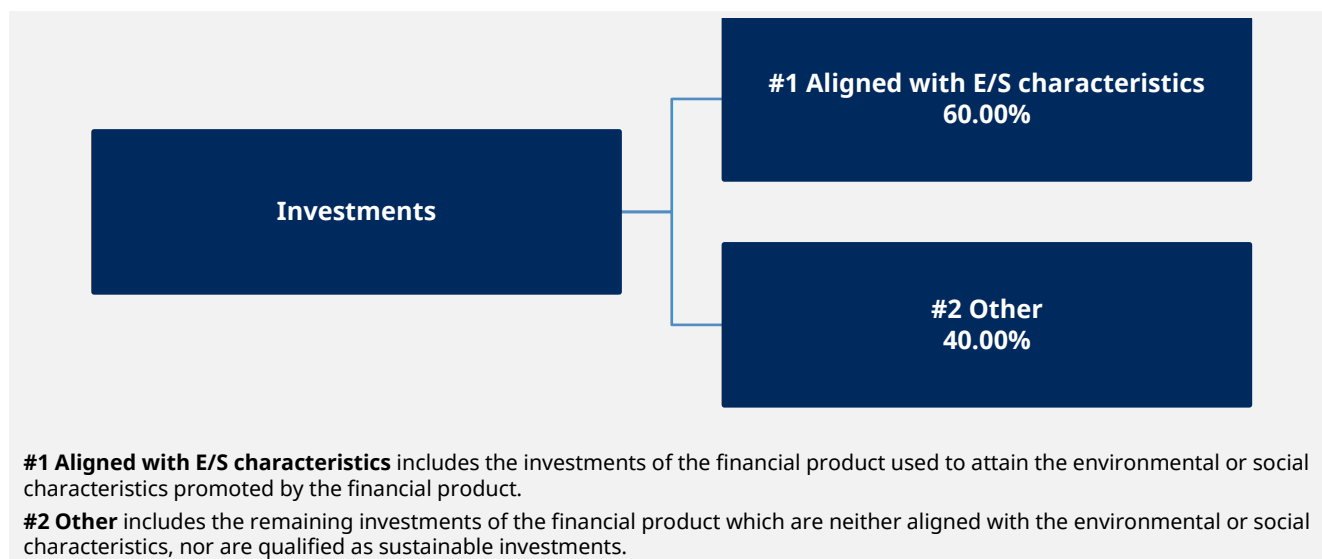 #1 Aligned with E/S characteristics
60.00%
Investments
#2 Other
40.00%
#1 Aligned with E/S characteristics includes the investments of the financial product used to attain the environmental or social
characteristics promoted by the financial product.
#2 Other includes the remaining investments of the financial product which are neither aligned with the environmental or social
characteristics, nor are qualified as sustainable investments.